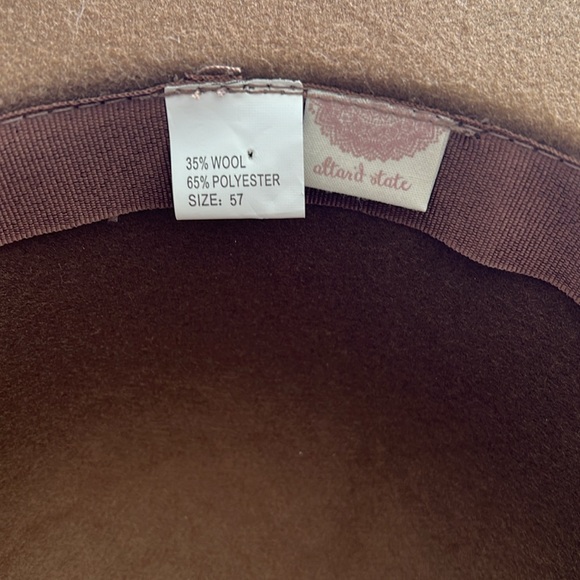 35% WOOL
65% POLYESTER
SIZE: 57
altar'd state